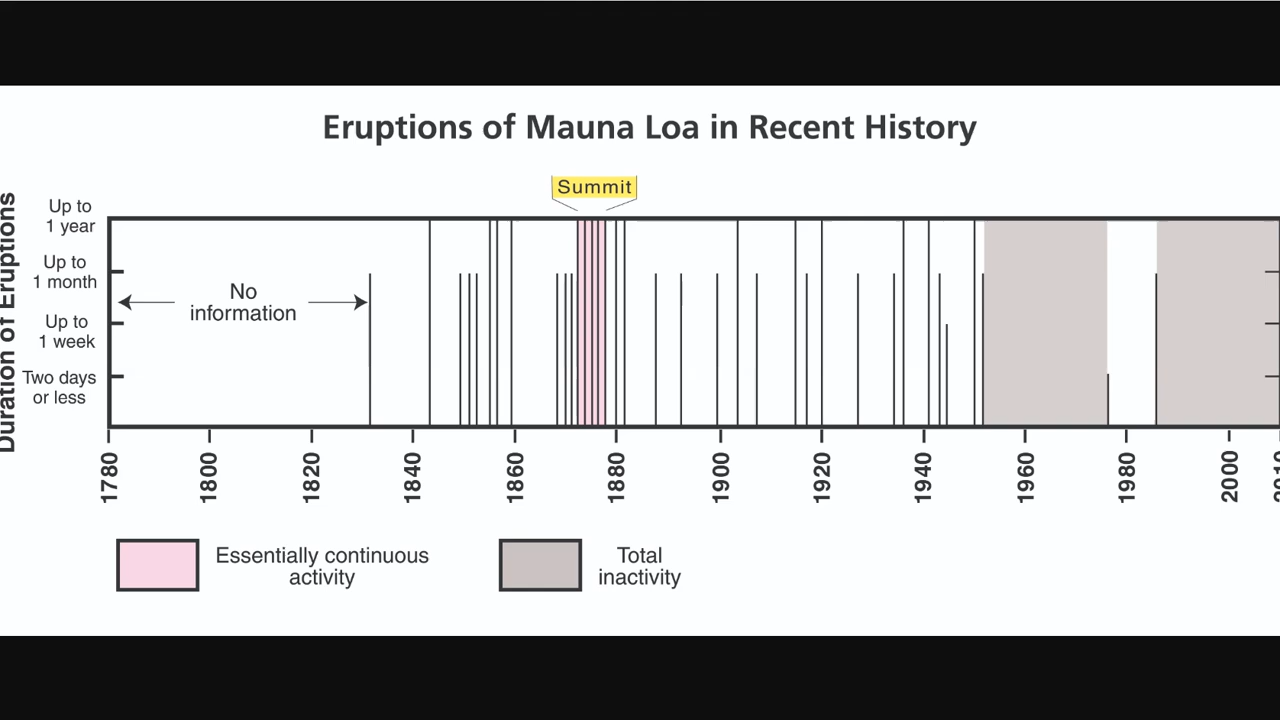 Eruptions of Mauna Loa in Recent History
Summit
Duration of Eruptions
Up to
1 year
Up to
1 month
Up to
1 week
Two days
or less
No
information
1780
1800
1820
1840
1860
1880
1900
1920
1940
1960
1980
2000
Essentially continuous
activity
Total
inactivity